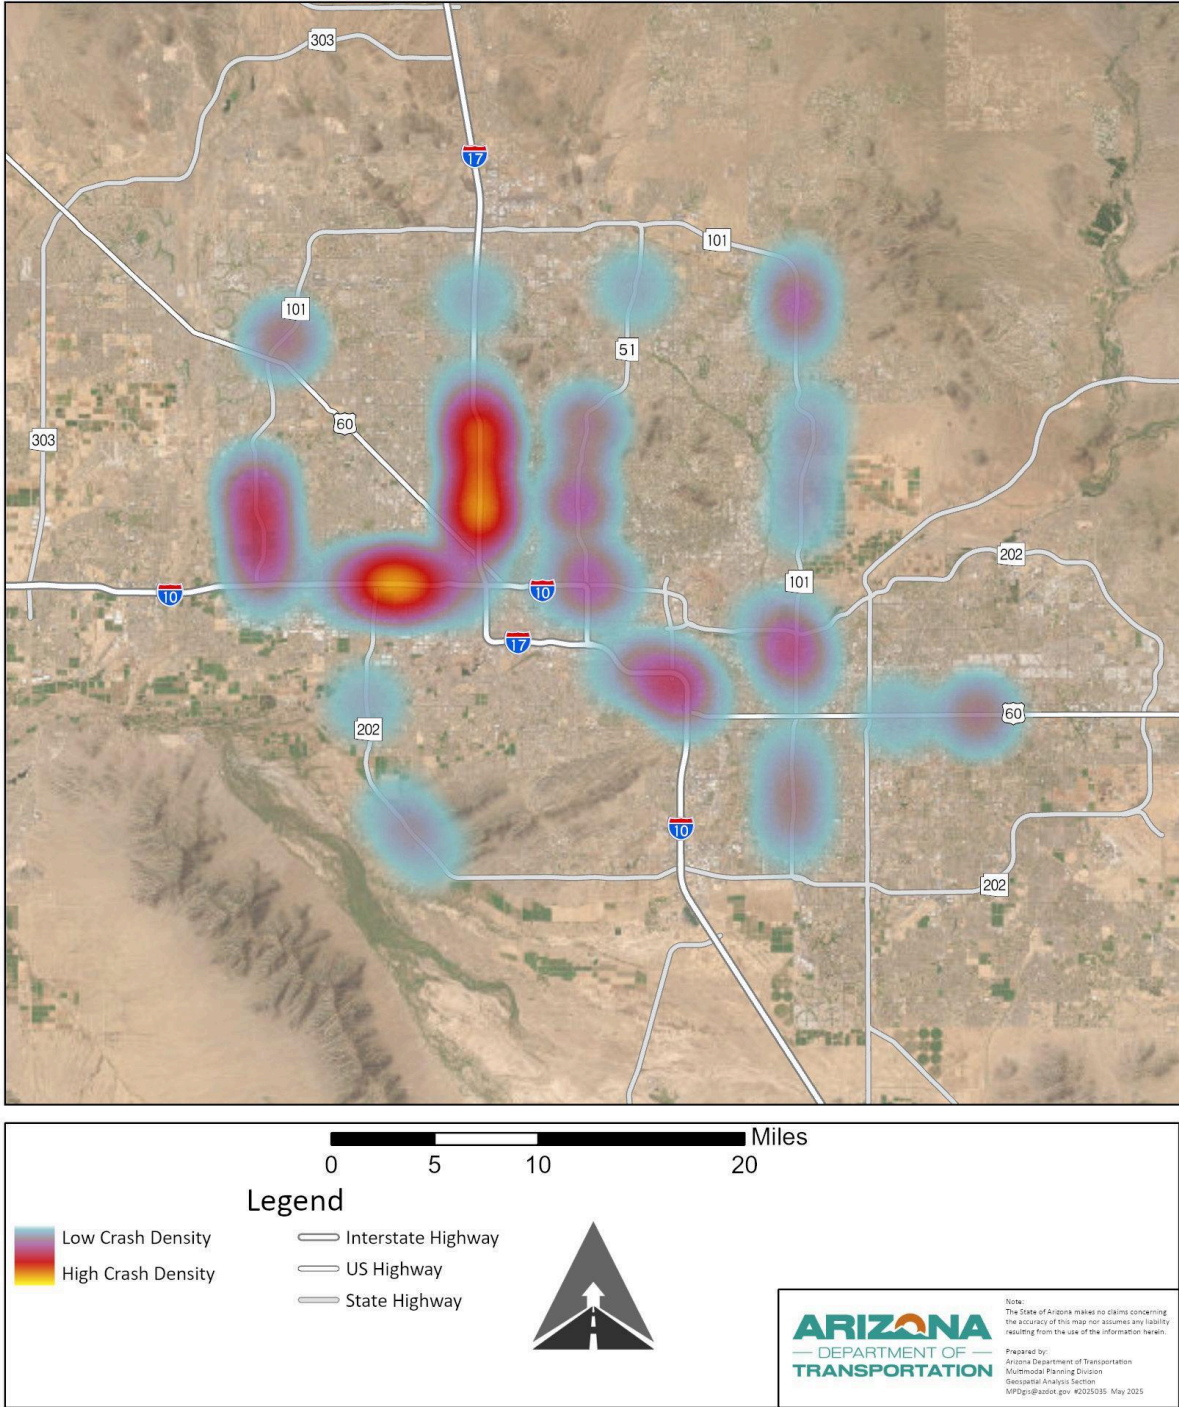 303
17
101
101
51
60
303
202
10
10
101
17
60
202
10
202
Miles
0 5 10 20
Legend
Low Crash Density
High Crash Density
Interstate Highway
US Highway
State Highway
ARIZONA
DEPARTMENT OF
TRANSPORTATION
Note:
The State of Arizona makes no claims concerning
the accuracy of this map nor assumes any liability
resulting from the use of the information herein.
Prepared by:
Arizona Department of Transportation
Multimodal Planning Division
Geospatial Analysis Section
MPDgis@azdot.gov #2025035 May 2025